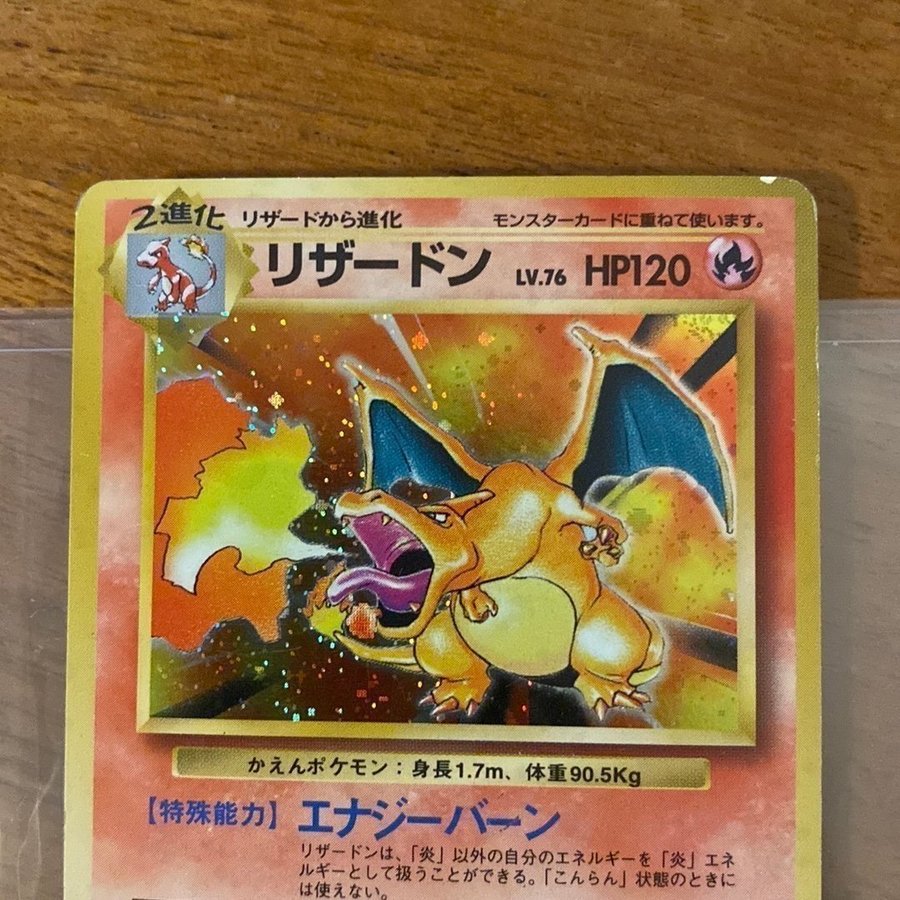 2進化 リザードから進化 モンスターカードに重ねて使います。
リザードン LV.76 HP120
かえんポケモン：身長1.7m、体重90.5Kg
【特殊能力】エナジーバーン
リザードンは、「炎」以外の自分のエネルギーを「炎」エネ
ルギーとして扱うことができる。「こんらん」状態のときに
は使えない。